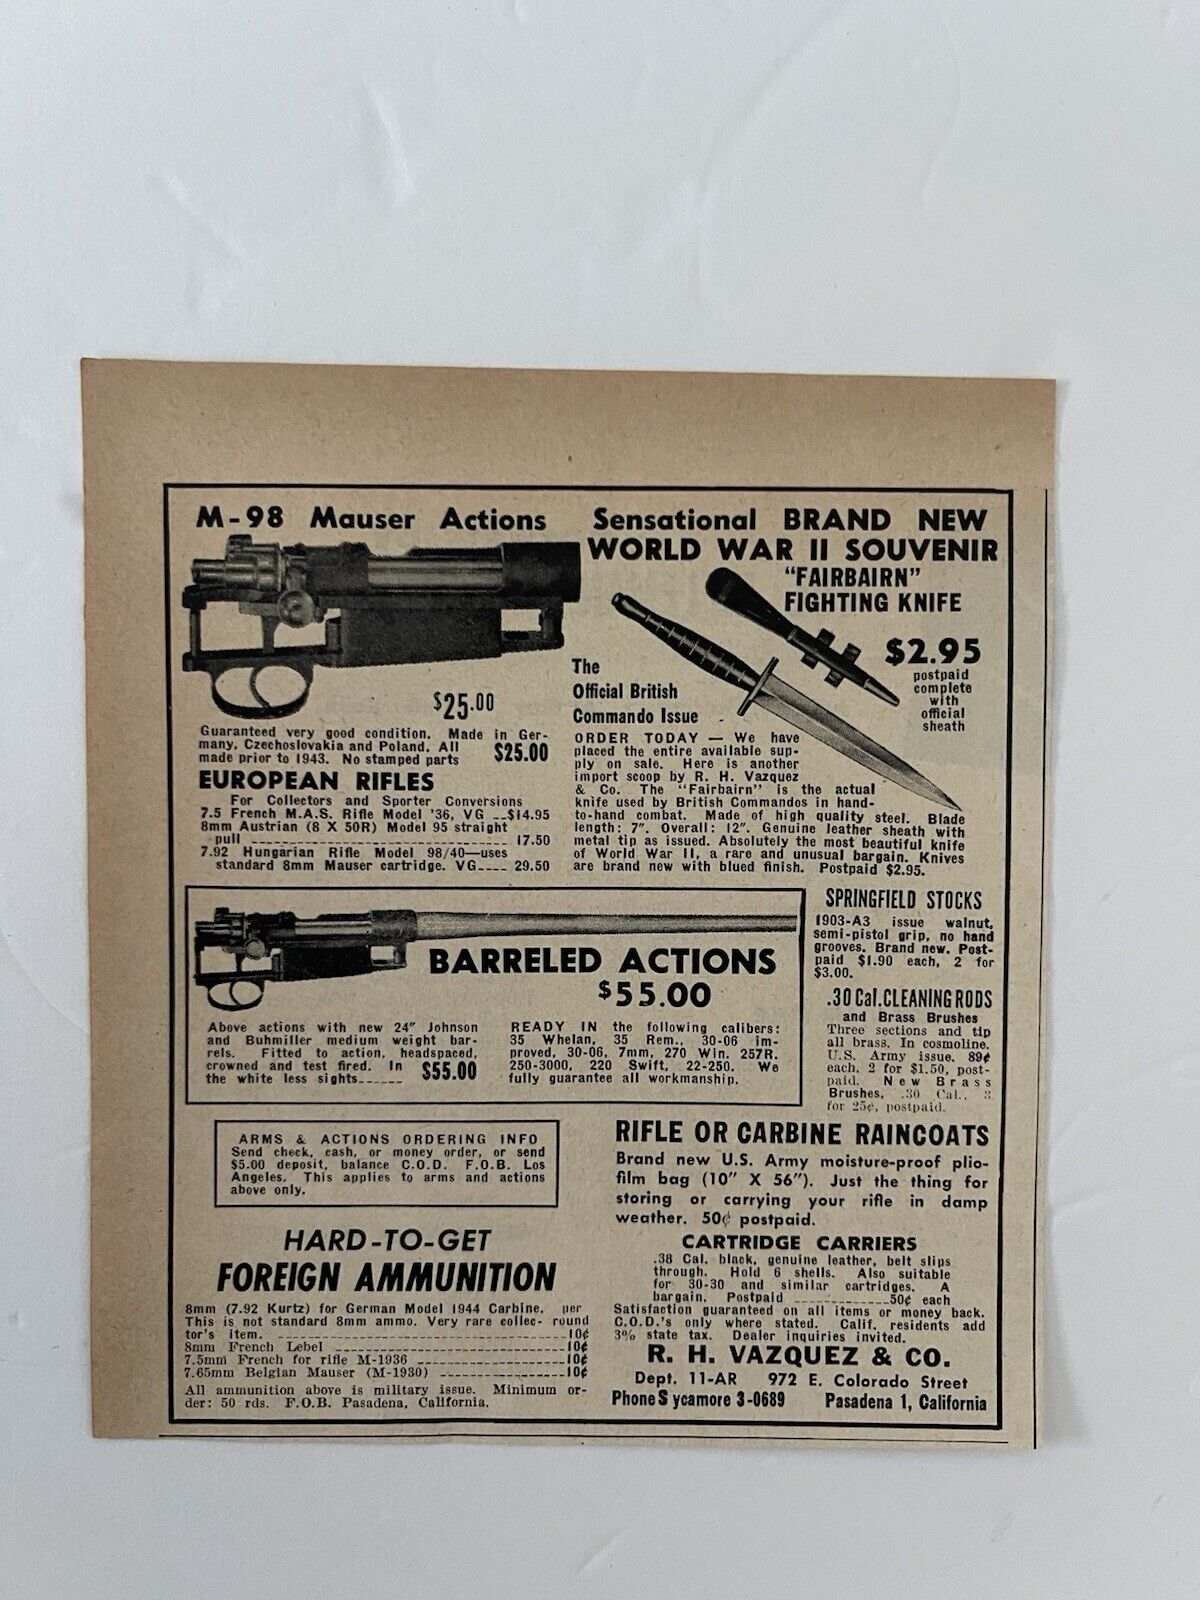 M-98 Mauser Actions
$25.00
Guaranteed very good condition. Made in Ger-
many, Czechoslovakia and Poland. All
made prior to 1943. No stamped parts $25.00
EUROPEAN RIFLES
For Collectors and Sporter Conversions
7.5 French M.A.S. Rifle Model '36, VG __$14.95
8mm Austrian (8 X 50R) Model 95 straight
pull ______________________ 17.50
7.92 Hungarian Rifle Model 98/40—uses
standard 8mm Mauser cartridge. VG____ 29.50
Sensational BRAND NEW
WORLD WAR II SOUVENIR
"FAIRBAIRN"
FIGHTING KNIFE
$2.95
postpaid
complete
with
official
sheath
The
Official British
Commando Issue
ORDER TODAY — We have
placed the entire available sup-
ply on sale. Here is another
import scoop by R. H. Vazquez
& Co. The "Fairbairn" is the actual
knife used by British Commandos in hand-
to-hand combat. Made of high quality steel. Blade
length: 7". Overall: 12". Genuine leather sheath with
metal tip as issued. Absolutely the most beautiful knife
of World War II, a rare and unusual bargain. Knives
are brand new with blued finish. Postpaid $2.95.
BARRELED ACTIONS
$55.00
Above actions with new 24" Johnson
and Buhmiller medium weight bar-
rels. Fitted to action, headspaced,
crowned and test fired. In
the white less sights______ $55.00
READY IN the following calibers:
35 Whelan, 35 Rem., 30-06 im-
proved, 30-06, 7mm, 270 Win. 257R.
250-3000, 220 Swift, 22-250. We
fully guarantee all workmanship.
SPRINGFIELD STOCKS
1903-A3 issue walnut,
semi-pistol grip, no hand
grooves. Brand new. Post-
paid $1.90 each, 2 for
$3.00.
.30 Cal. CLEANING RODS
and Brass Brushes
Three sections and tip
all brass. In cosmoline.
U.S. Army issue. 89¢
each, 2 for $1.50, post-
paid. New Brass
Brushes, .30 Cal., 3
for 25¢, postpaid.
ARMS & ACTIONS ORDERING INFO
Send check, cash, or money order, or send
$5.00 deposit, balance C.O.D. F.O.B. Los
Angeles. This applies to arms and actions
above only.
HARD-TO-GET
FOREIGN AMMUNITION
8mm (7.92 Kurtz) for German Model 1944 Carbine. per
This is not standard 8mm ammo. Very rare collec- round
tor's item. ______________________10¢
8mm French Lebel ______________________10¢
7.5mm French for rifle M-1936 ______________________10¢
7.65mm Belgian Mauser (M-1930) ______________________10¢
All ammunition above is military issue. Minimum or-
der: 50 rds. F.O.B. Pasadena, California.
RIFLE OR CARBINE RAINCOATS
Brand new U.S. Army moisture-proof plio-
film bag (10" X 56"). Just the thing for
storing or carrying your rifle in damp
weather. 50¢ postpaid.
CARTRIDGE CARRIERS
.38 Cal. black, genuine leather, belt slips
through. Hold 6 shells. Also suitable
for 30-30 and similar cartridges. A
bargain. Postpaid ____________50¢ each
Satisfaction guaranteed on all items or money back.
C.O.D.'s only where stated. Calif. residents add
3% state tax. Dealer inquiries invited.
R. H. VAZQUEZ & CO.
Dept. 11-AR 972 E. Colorado Street
Phone Sycamore 3-0689 Pasadena 1, California